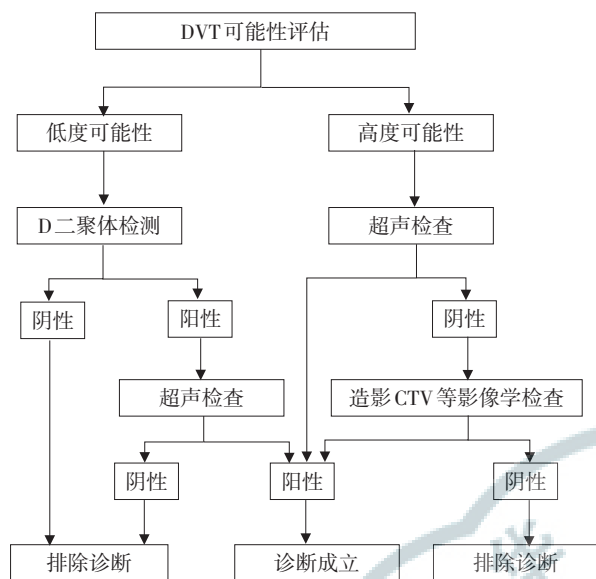 DVT可能性评估
低度可能性
高度可能性
D二聚体检测
超声检查
阴性
阳性
阴性
超声检查
造影CTV等影像学检查
阴性
阳性
阴性
排除诊断
诊断成立
排除诊断